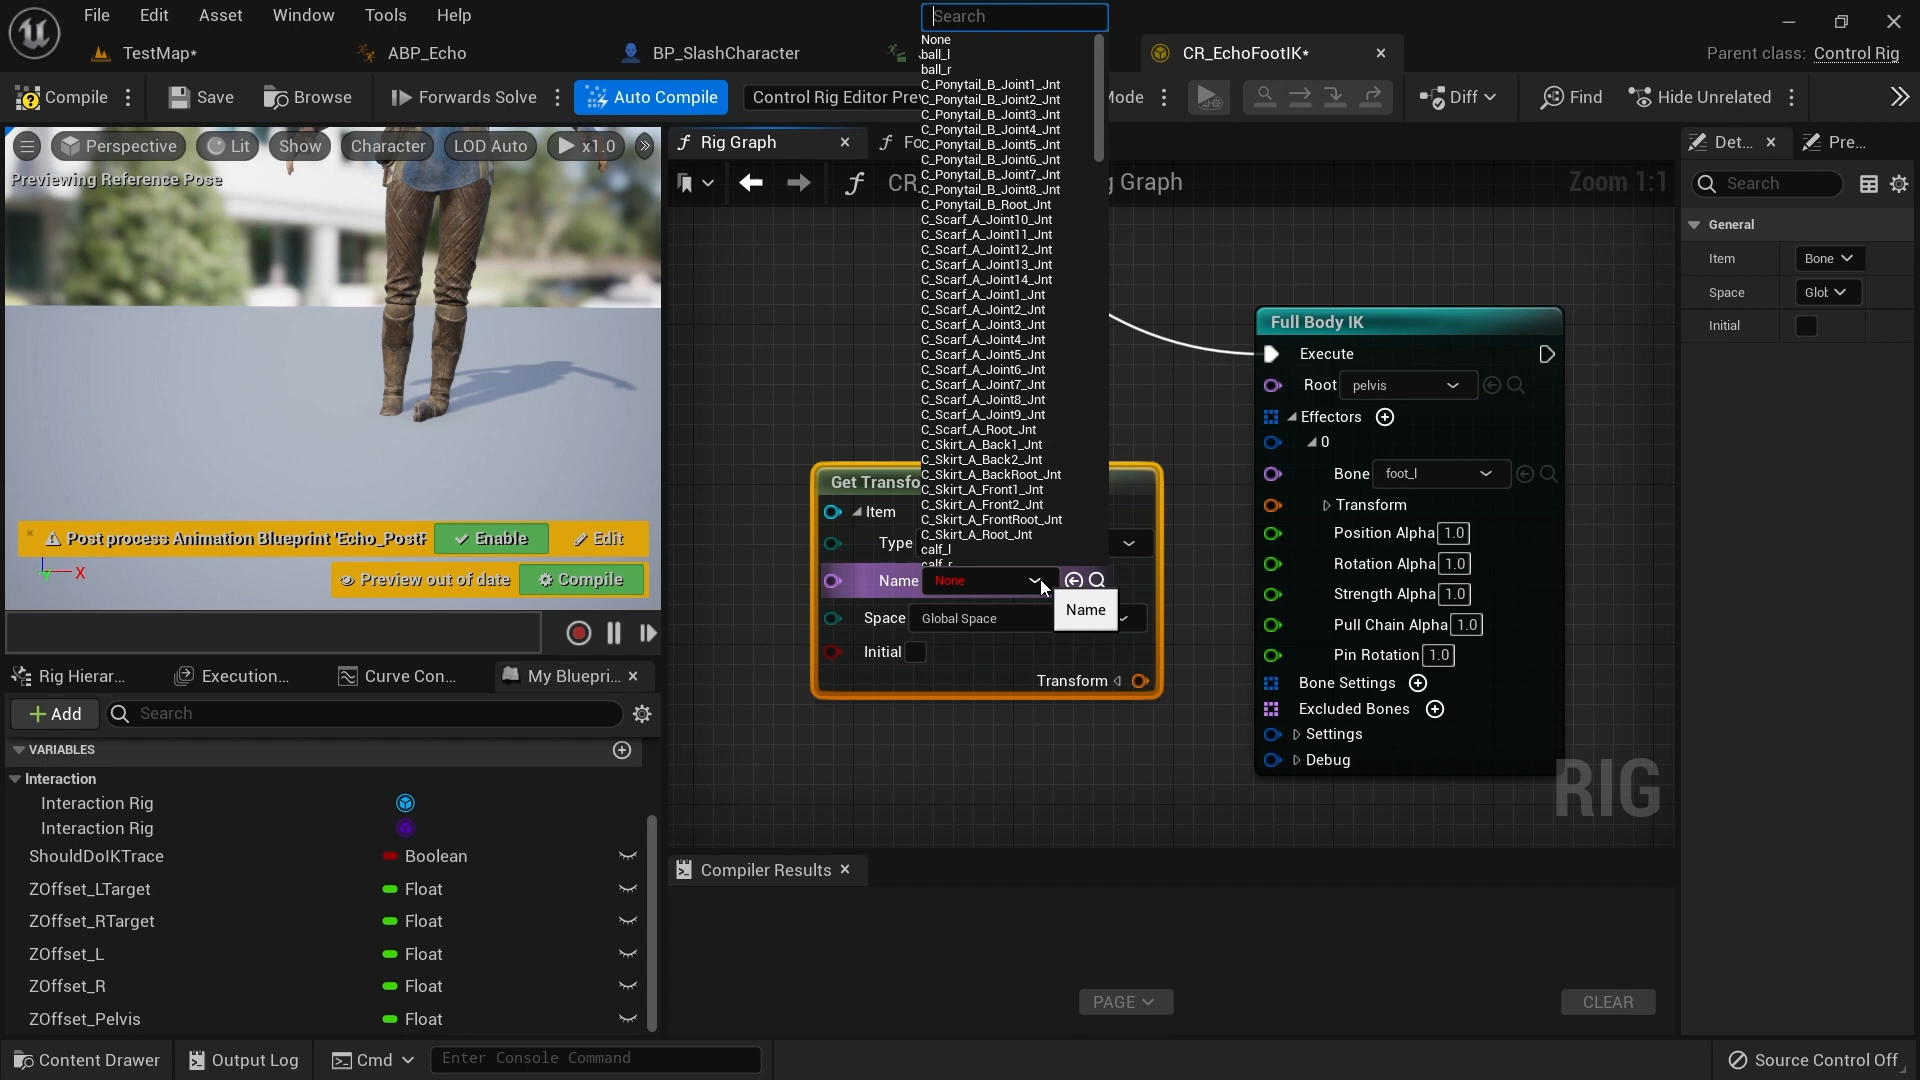 File Edit Asset Window Tools Help
Search
TestMap* ABP_Echo BP_SlashCharacter CR_EchoFootIK* Parent class: Control Rig
Compile Save Browse Forwards Solve Auto Compile Control Rig Editor Prev Mode Diff Find Hide Unrelated
Perspective Lit Show Character LOD Auto x1.0
Previewing Reference Pose
Rig Graph Fo
CR_ g Graph Zoom 1:1
None
ball_l
ball_r
C_Ponytail_B_Joint1_Jnt
C_Ponytail_B_Joint2_Jnt
C_Ponytail_B_Joint3_Jnt
C_Ponytail_B_Joint4_Jnt
C_Ponytail_B_Joint5_Jnt
C_Ponytail_B_Joint6_Jnt
C_Ponytail_B_Joint7_Jnt
C_Ponytail_B_Joint8_Jnt
C_Ponytail_B_Root_Jnt
C_Scarf_A_Joint10_Jnt
C_Scarf_A_Joint11_Jnt
C_Scarf_A_Joint12_Jnt
C_Scarf_A_Joint13_Jnt
C_Scarf_A_Joint14_Jnt
C_Scarf_A_Joint1_Jnt
C_Scarf_A_Joint2_Jnt
C_Scarf_A_Joint3_Jnt
C_Scarf_A_Joint4_Jnt
C_Scarf_A_Joint5_Jnt
C_Scarf_A_Joint6_Jnt
C_Scarf_A_Joint7_Jnt
C_Scarf_A_Joint8_Jnt
C_Scarf_A_Joint9_Jnt
C_Scarf_A_Root_Jnt
C_Skirt_A_Back1_Jnt
C_Skirt_A_Back2_Jnt
C_Skirt_A_BackRoot_Jnt
C_Skirt_A_Front1_Jnt
C_Skirt_A_Front2_Jnt
C_Skirt_A_FrontRoot_Jnt
C_Skirt_A_Root_Jnt
calf_l
calf_r
Get Transfo
Item
Type
Name None
Name
Space Global Space
Initial
Transform
Full Body IK
Execute
Root pelvis
Effectors
0
Bone foot_l
Transform
Position Alpha 1.0
Rotation Alpha 1.0
Strength Alpha 1.0
Pull Chain Alpha 1.0
Pin Rotation 1.0
Bone Settings
Excluded Bones
Settings
Debug
RIG
Det... Pre...
Search
General
Item Bone
Space Glot
Initial
Post process Animation Blueprint 'Echo_PostP Enable Edit
X Preview out of date Compile
Rig Hierar... Execution... Curve Con... My Bluepri...
Add Search
VARIABLES
Interaction
Interaction Rig
Interaction Rig
ShouldDoIKTrace Boolean
ZOffset_LTarget Float
ZOffset_RTarget Float
ZOffset_L Float
ZOffset_R Float
ZOffset_Pelvis Float
Compiler Results
PAGE CLEAR
Content Drawer Output Log Cmd Enter Console Command Source Control Off